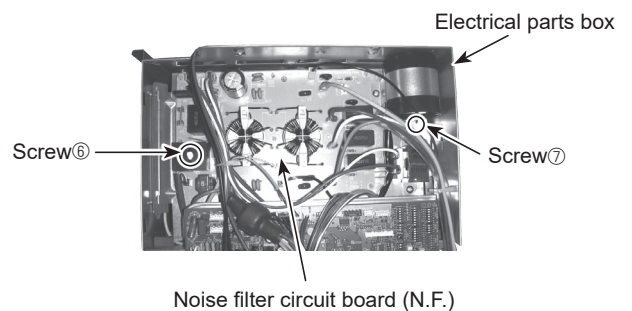 Electrical parts box
Screw⑥
Screw⑦
Noise filter circuit board (N.F.)